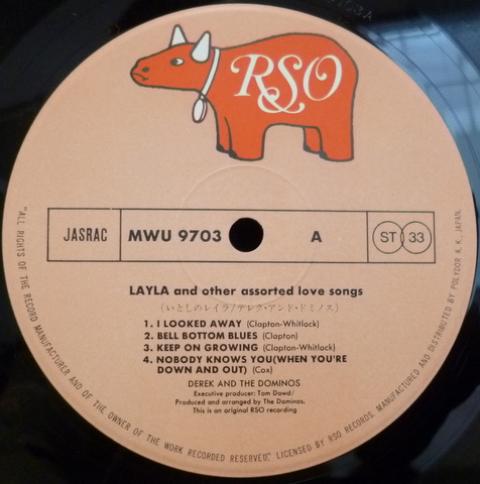 RSO
JASRAC MWU 9703 A ST 33
LAYLA and other assorted love songs
(いとしのレイラ/デレク・アンド・ドミノス)
1. I LOOKED AWAY (Clapton-Whitlock)
2. BELL BOTTOM BLUES (Clapton)
3. KEEP ON GROWING (Clapton-Whitlock)
4. NOBODY KNOWS YOU(WHEN YOU'RE
DOWN AND OUT) (Cox)
DEREK AND THE DOMINOS
Executive producer: Tom Dowd/
Produced and arranged by The Dominos.
This is an original RSO recording
"ALL RIGHTS OF THE RECORD MANUFACTURER AND OF THE OWNER OF THE WORK RECORDED RESERVED." LICENSED BY RSO RECORDS. MANUFACTURED AND DISTRIBUTED BY POLYDOR K.K., JAPAN.